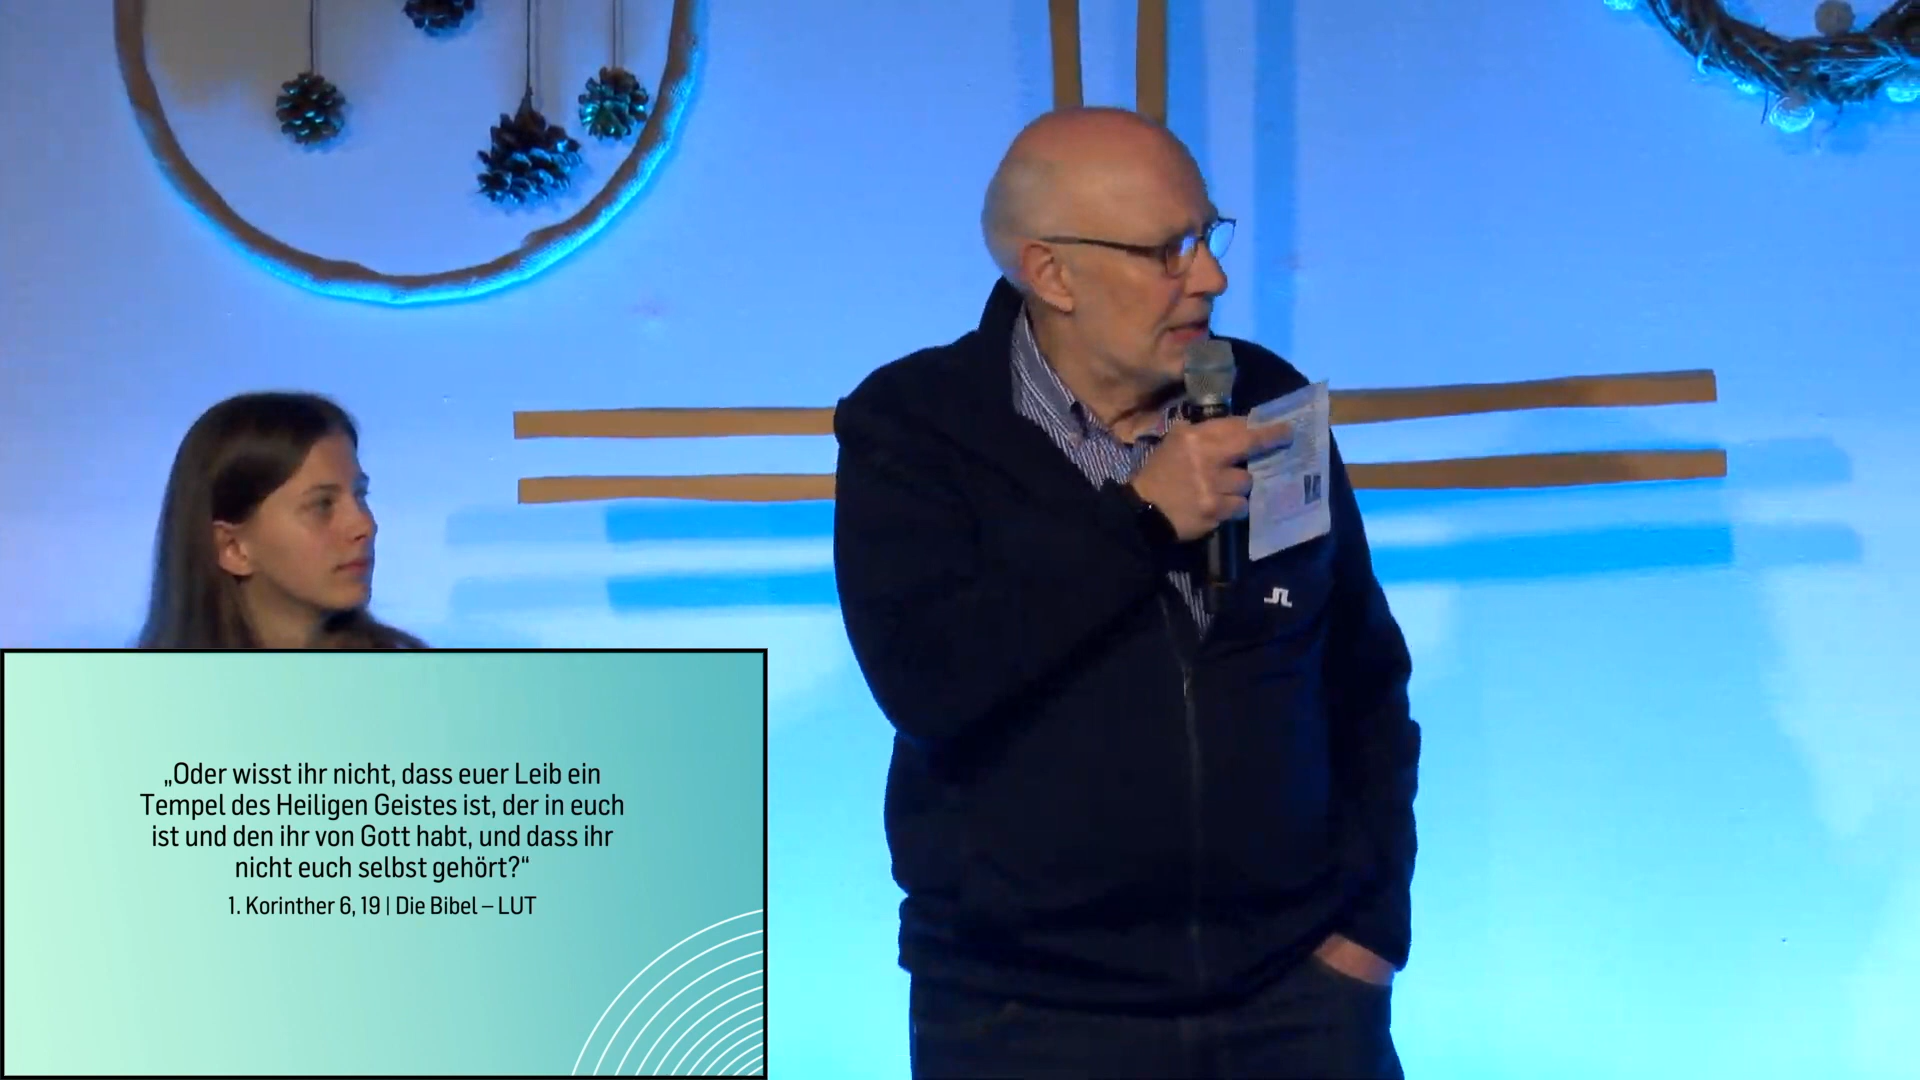 „Oder wisst ihr nicht, dass euer Leib ein
Tempel des Heiligen Geistes ist, der in euch
ist und den ihr von Gott habt, und dass ihr
nicht euch selbst gehört?“
1. Korinther 6, 19 | Die Bibel – LUT